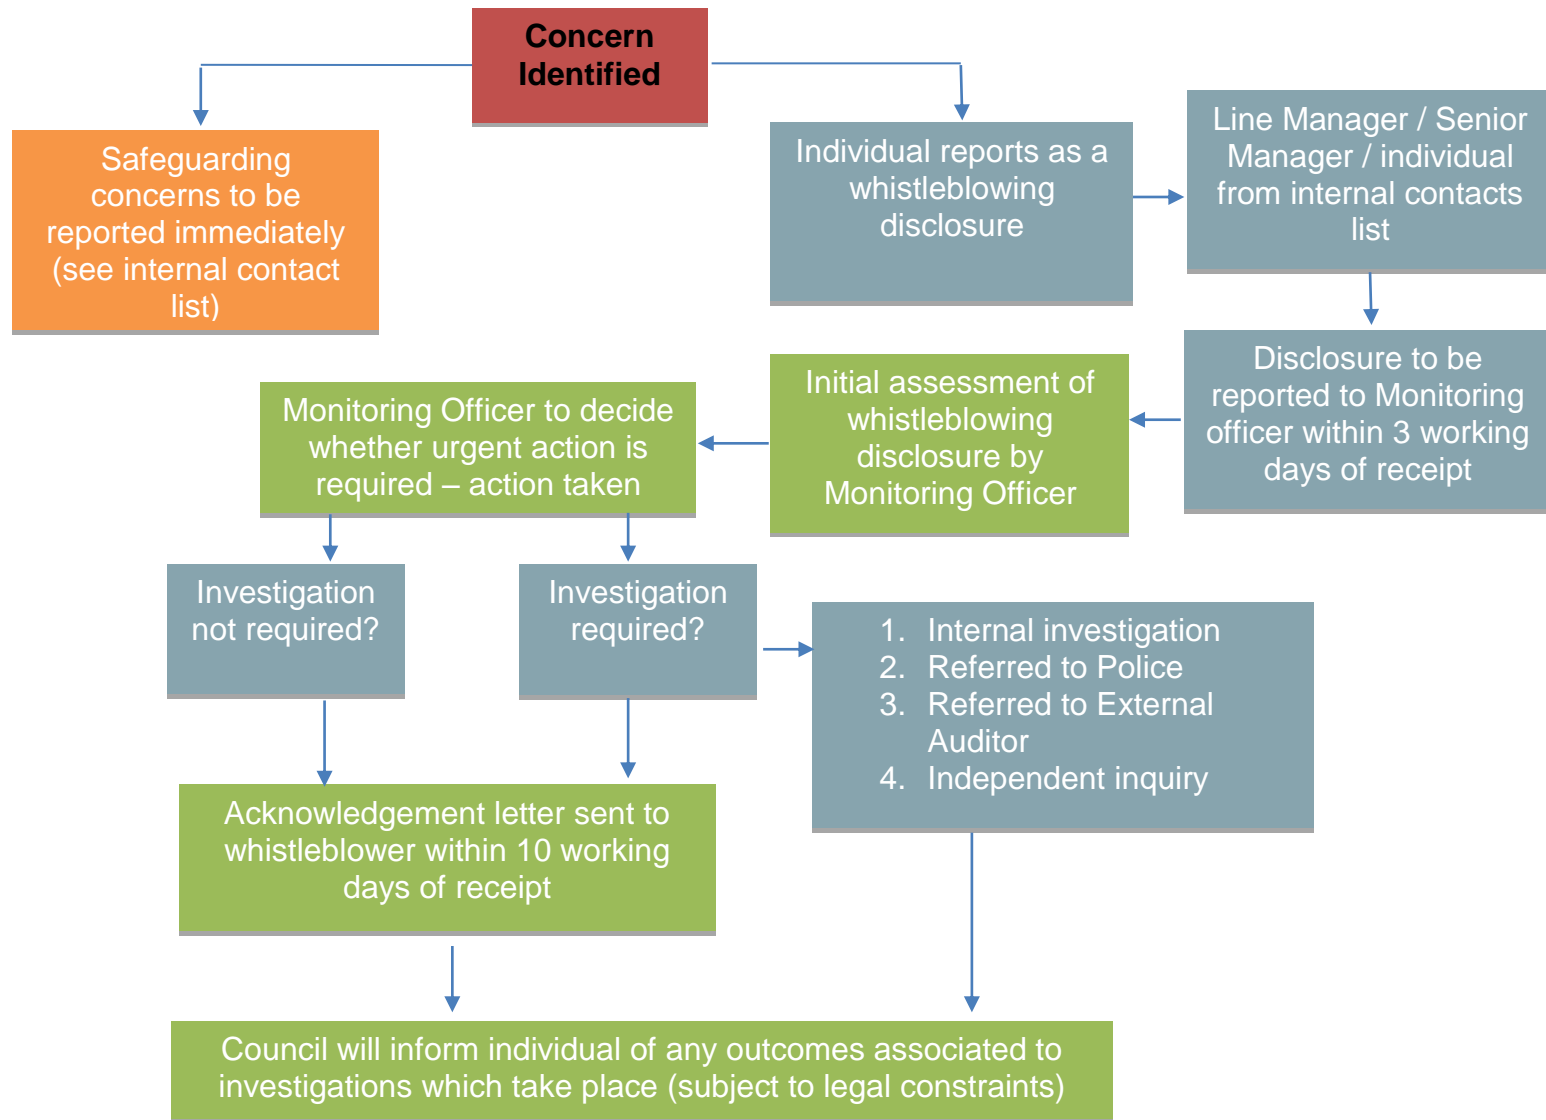 Concern
Identified
Safeguarding
concerns to be
reported immediately
(see internal contact
list)
Individual reports as a
whistleblowing
disclosure
Line Manager / Senior
Manager / individual
from internal contacts
list
Disclosure to be
reported to Monitoring
officer within 3 working
days of receipt
Initial assessment of
whistleblowing
disclosure by
Monitoring Officer
Monitoring Officer to decide
whether urgent action is
required – action taken
Investigation
not required?
Investigation
required?
1. Internal investigation
2. Referred to Police
3. Referred to External
Auditor
4. Independent inquiry
Acknowledgement letter sent to
whistleblower within 10 working
days of receipt
Council will inform individual of any outcomes associated to
investigations which take place (subject to legal constraints)